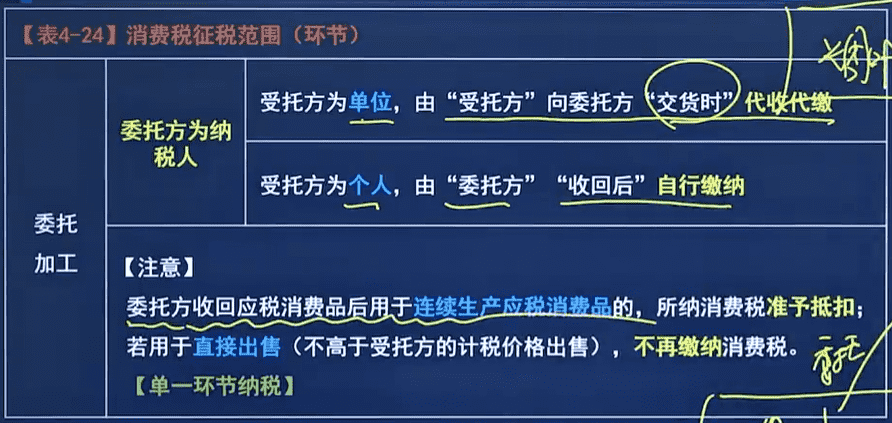 【表4-24】消费税征税范围（环节）
委托
加工
委托方为纳
税人
受托方为单位，由“受托方”向委托方“交货时”代收代缴
受托方为个人，由“委托方”“收回后”自行缴纳
【注意】
委托方收回应税消费品后用于连续生产应税消费品的，所纳消费税准予抵扣；
若用于直接出售（不高于受托方的计税价格出售），不再缴纳消费税。
【单一环节纳税】
委托